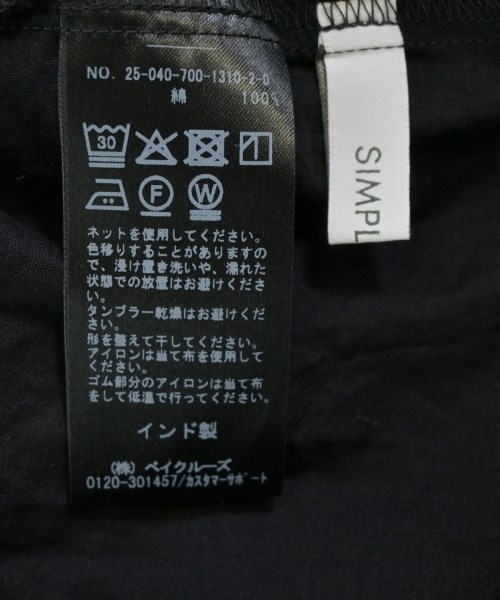 NO. 25-040-700-1310-2-0
綿 100%
30
F W
ネットを使用してください。
色移りすることがありますの
で、浸け置き洗いや、濡れた
状態での放置はお避けくださ
い。
タンブラー乾燥はお避けくだ
さい。
形を整えて干してください。
アイロンは当て布を使用して
ください。
ゴム部分のアイロンは当て布
をして低温で行ってください。
インド製
(株) ベイクルーズ
0120-301457/カスタマーサポート
SIMPL